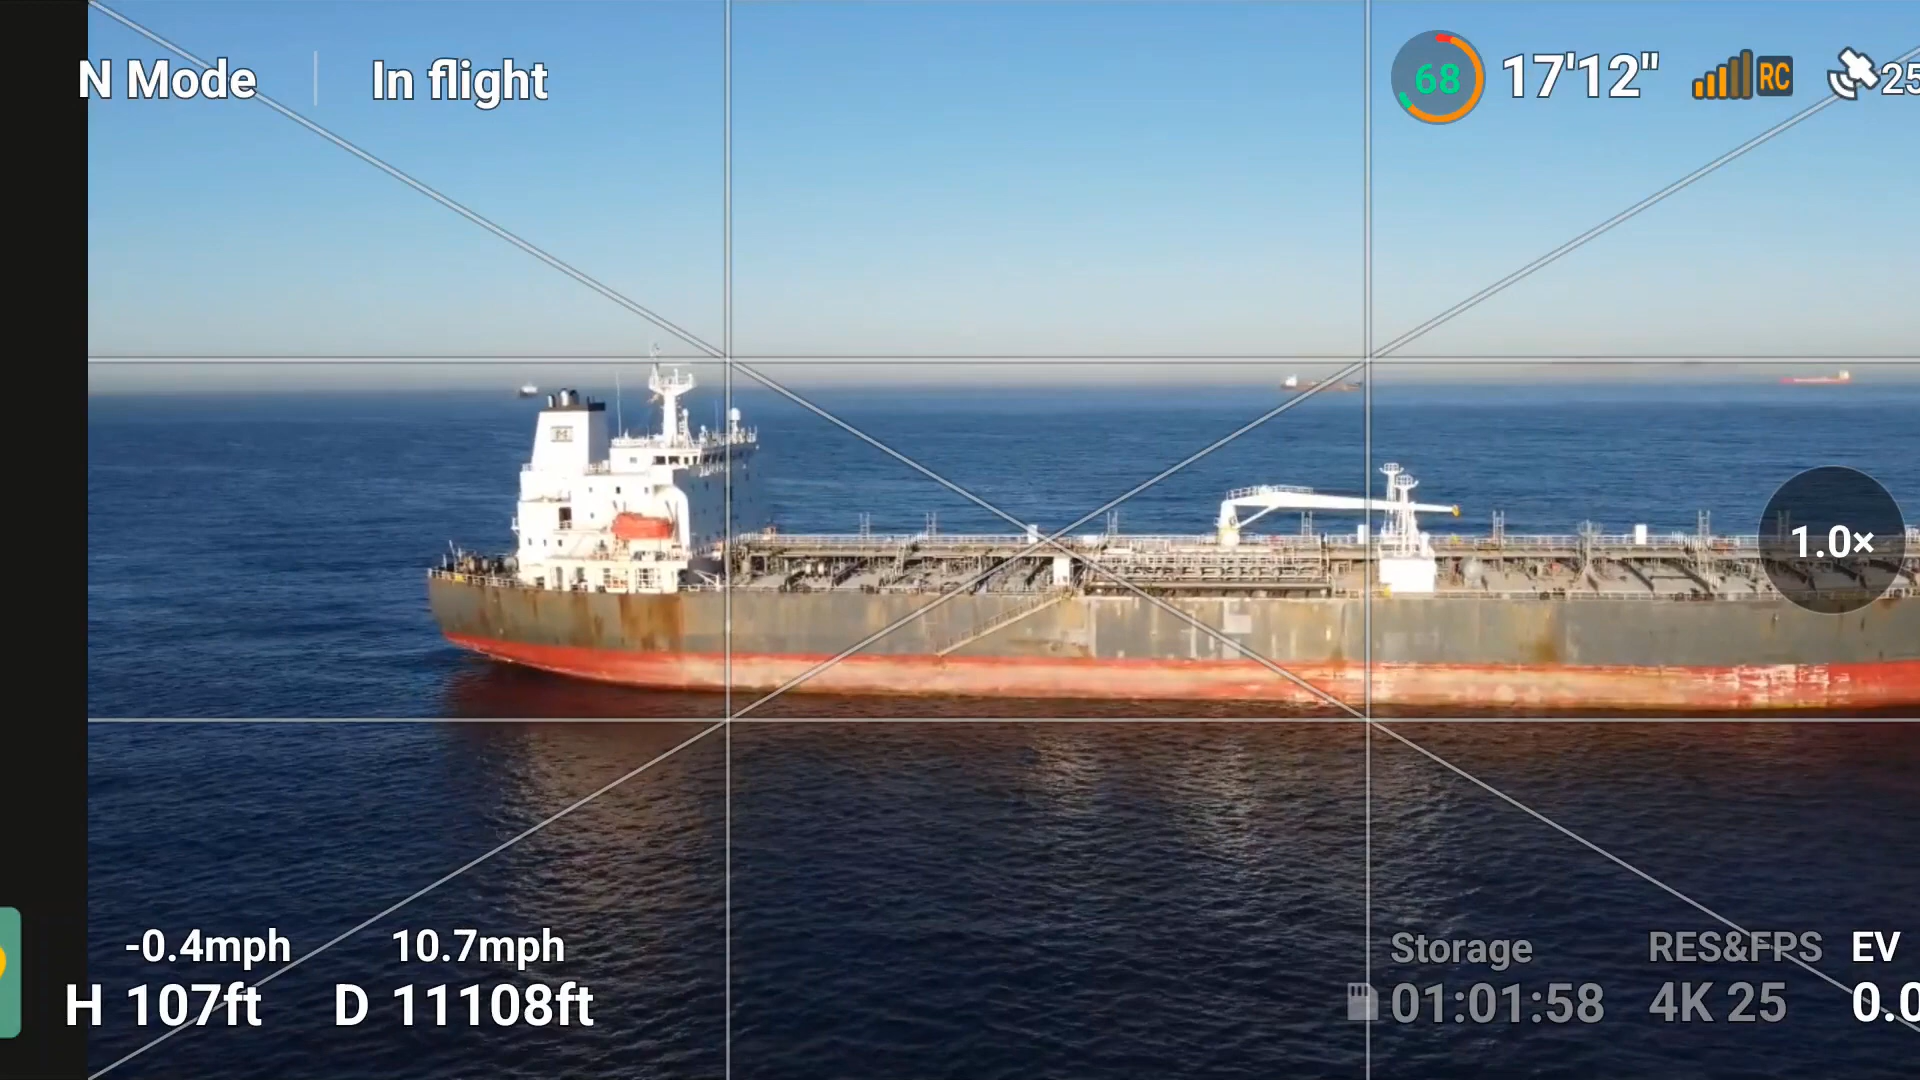 N Mode
In flight
68
17'12"
RC
25
1.0×
-0.4mph
10.7mph
H 107ft
D 11108ft
Storage
01:01:58
RES&FPS
4K 25
EV
0.0